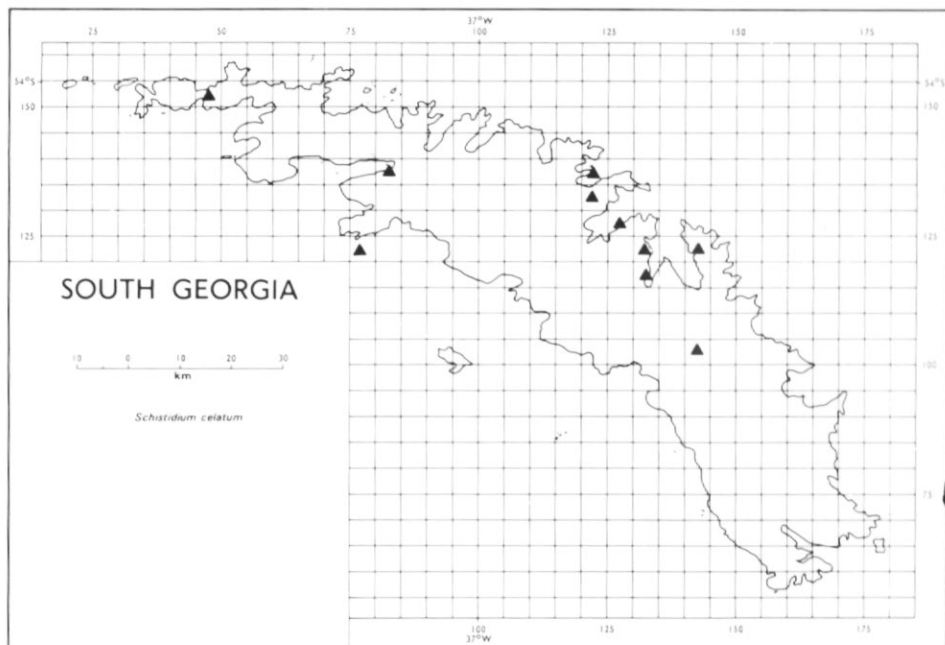 37°W
25 50 75 100 125 150 175
54°S 54°S
150 150
125 125
SOUTH GEORGIA
10 0 10 20 30
km
100
Schistidium celatum
75
100 125 150 175
37°W